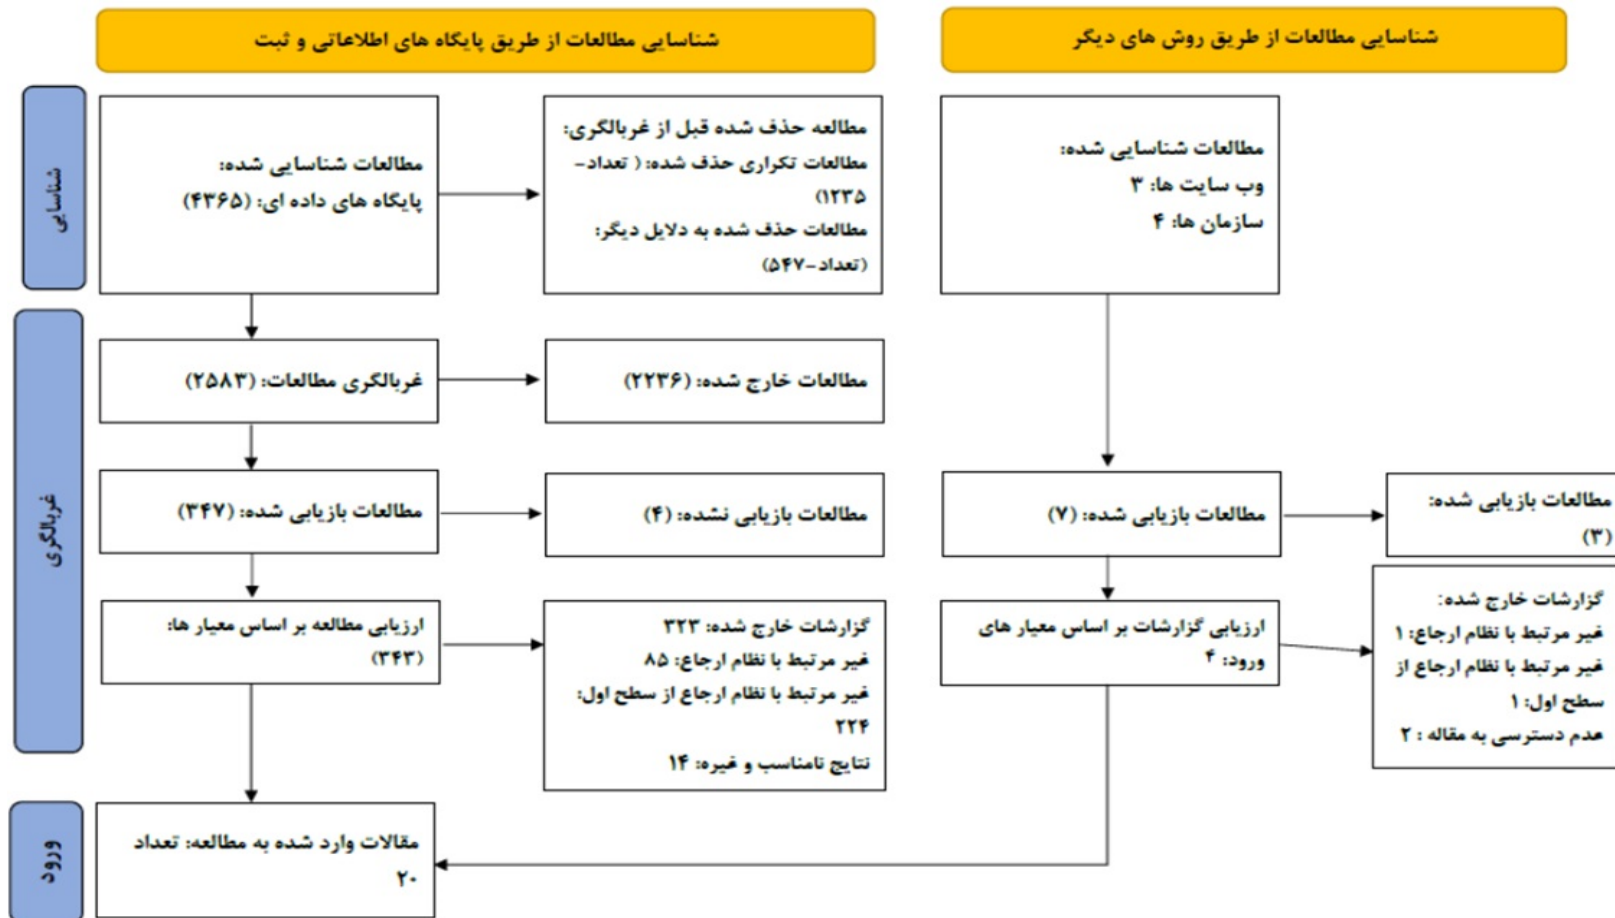 شناسایی مطالعات از طریق پایگاه های اطلاعاتی و ثبت
شناسایی مطالعات از طریق روش های دیگر
شناسایی
مطالعات شناسایی شده:
پایگاه های داده ای: (۴۳۶۵)
مطالعه حذف شده قبل از غربالگری:
مطالعات تکراری حذف شده: ( تعداد-
۱۲۳۵)
مطالعات حذف شده به دلایل دیگر:
(تعداد-۵۴۷)
مطالعات شناسایی شده:
وب سایت ها: ۳
سازمان ها: ۴
غربالگری
غربالگری مطالعات: (۲۵۸۳)
مطالعات خارج شده: (۲۲۳۶)
مطالعات بازیابی شده: (۳۴۷)
مطالعات بازیابی نشده: (۴)
مطالعات بازیابی شده: (۷)
مطالعات بازیابی شده:
(۳)
ارزیابی مطالعه بر اساس معیار ها:
(۳۴۳)
گزارشات خارج شده: ۳۲۳
غیر مرتبط با نظام ارجاع: ۸۵
غیر مرتبط با نظام ارجاع از سطح اول:
۲۲۴
نتایج نامناسب و غیره: ۱۴
ارزیابی گزارشات بر اساس معیار های
ورود: ۴
گزارشات خارج شده:
غیر مرتبط با نظام ارجاع: ۱
غیر مرتبط با نظام ارجاع از
سطح اول: ۱
عدم دسترسی به مقاله : ۲
ورود
مقالات وارد شده به مطالعه: تعداد
۲۰